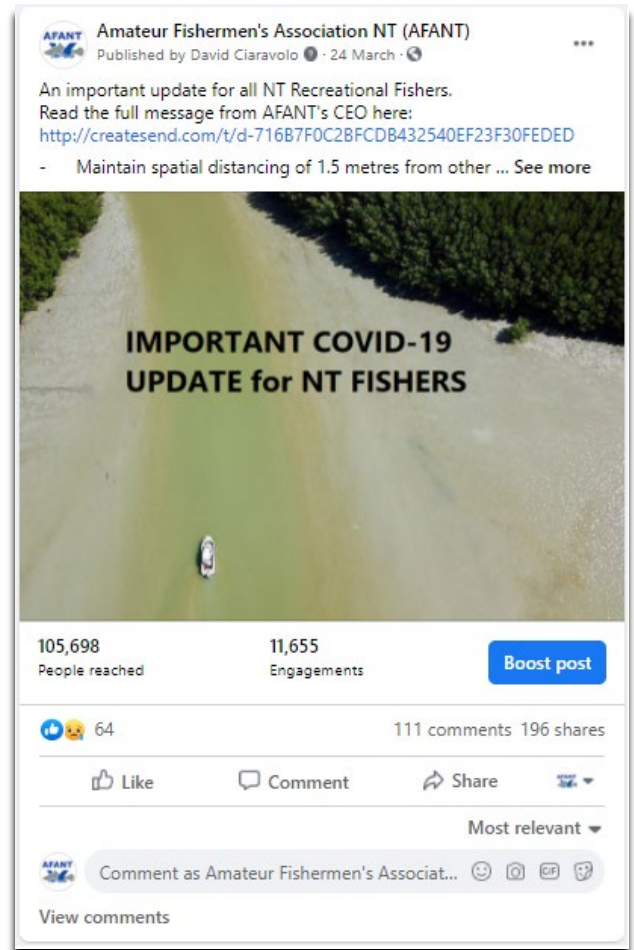 AFANT
Amateur Fishermen's Association NT (AFANT)
Published by David Ciaravolo · 24 March ·
An important update for all NT Recreational Fishers.
Read the full message from AFANT's CEO here:
http://createsend.com/t/d-716B7F0C2BFCDB432540EF23F30FEDED
- Maintain spatial distancing of 1.5 metres from other ... See more
IMPORTANT COVID-19
UPDATE for NT FISHERS
105,698
People reached
11,655
Engagements
Boost post
64
111 comments 196 shares
Like
Comment
Share
AFANT
Most relevant
AFANT
Comment as Amateur Fishermen's Associat...
GIF
View comments